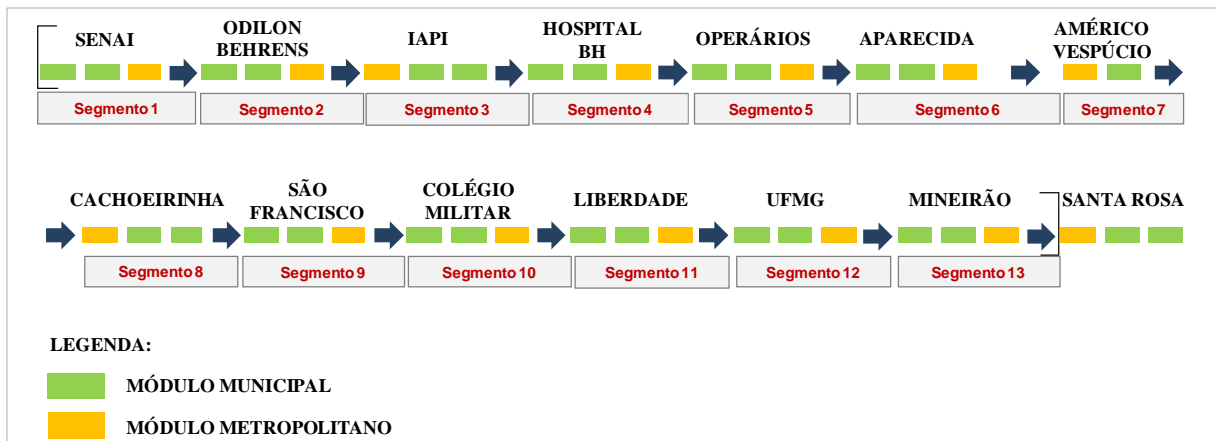 SENAI
ODILON
BEHRENS
IAPI
HOSPITAL
BH
OPERÁRIOS
APARECIDA
AMÉRICO
VESPÚCIO
Segmento 1
Segmento 2
Segmento 3
Segmento 4
Segmento 5
Segmento 6
Segmento 7
CACHOEIRINHA
SÃO
FRANCISCO
COLÉGIO
MILITAR
LIBERDADE
UFMG
MINEIRÃO
SANTA ROSA
Segmento 8
Segmento 9
Segmento 10
Segmento 11
Segmento 12
Segmento 13
LEGENDA:
MÓDULO MUNICIPAL
MÓDULO METROPOLITANO